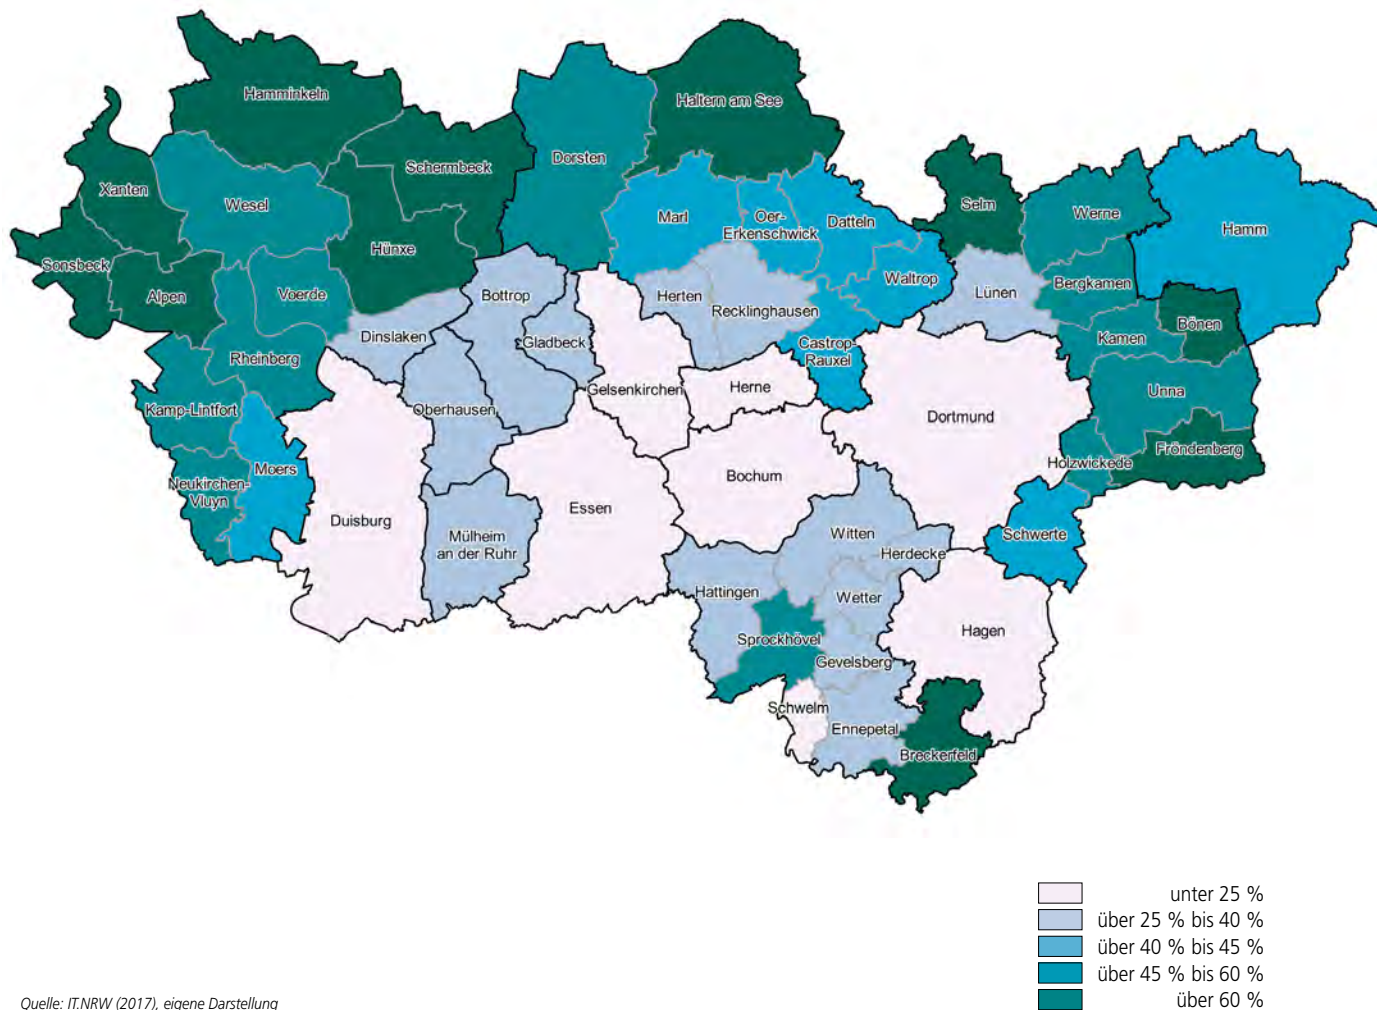 Hamminkeln
Haltern am See
Schermbeck
Dorsten
Xanten
Wesel
Selm
Werne
Marl
Oer-
Erkenschwick
Datteln
Hamm
Hünxe
Sonsbeck
Alpen
Voerde
Bottrop
Herten
Recklinghausen
Waltrop
Lünen
Bergkamen
Bönen
Dinslaken
Gladbeck
Castrop-
Rauxel
Kamen
Rheinberg
Gelsenkirchen
Herne
Unna
Kamp-Lintfort
Oberhausen
Dortmund
Fröndenberg
Holzwickede
Moers
Neukirchen-
Vluyn
Bochum
Duisburg
Essen
Mülheim
an der Ruhr
Witten
Herdecke
Schwerte
Hattingen
Wetter
Hagen
Sprockhövel
Gevelsberg
Schwelm
Ennepetal
Breckerfeld
unter 25 %
über 25 % bis 40 %
über 40 % bis 45 %
über 45 % bis 60 %
über 60 %
Quelle: IT.NRW (2017), eigene Darstellung